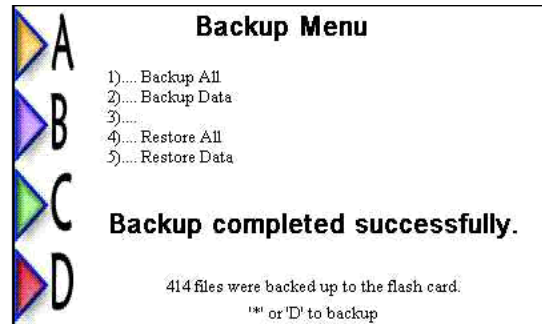 A
Backup Menu
1).... Backup All
2).... Backup Data
3)....
B
4).... Restore All
5).... Restore Data
C
Backup completed successfully.
D
414 files were backed up to the flash card.
'*' or 'D' to backup